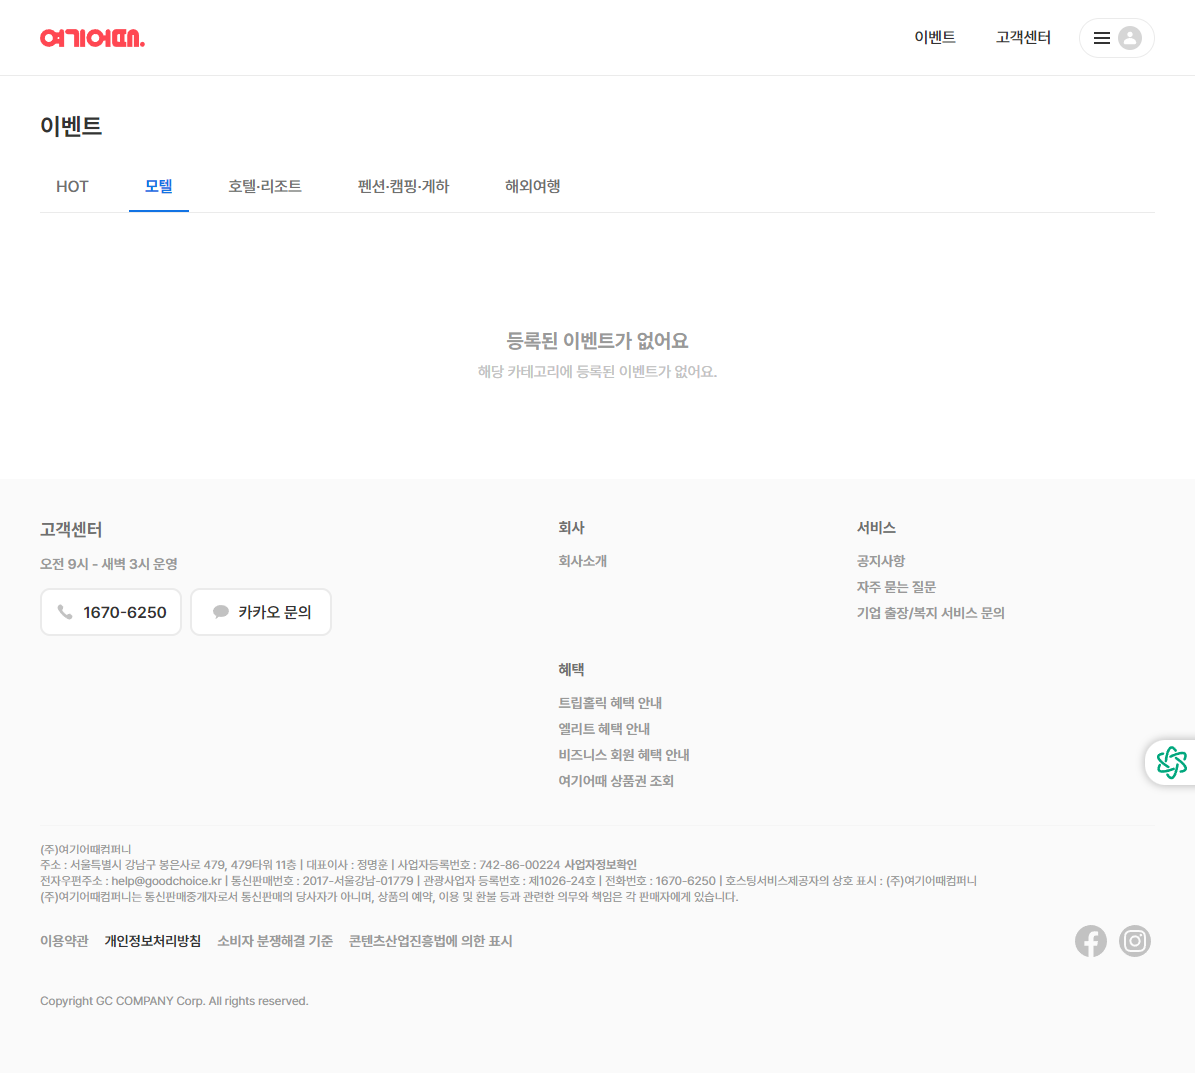 여기어때.
이벤트
고객센터
이벤트
HOT
모텔
호텔·리조트
펜션·캠핑·게하
해외여행
등록된 이벤트가 없어요
해당 카테고리에 등록된 이벤트가 없어요.
고객센터
오전 9시 - 새벽 3시 운영
1670-6250
카카오 문의
회사
회사소개
서비스
공지사항
자주 묻는 질문
기업 출장/복지 서비스 문의
혜택
트립홀릭 혜택 안내
엘리트 혜택 안내
비즈니스 회원 혜택 안내
여기어때 상품권 조회
(주)여기어때컴퍼니
주소 : 서울특별시 강남구 봉은사로 479, 479타워 11층 | 대표이사 : 정명훈 | 사업자등록번호 : 742-86-00224 사업자정보확인
전자우편주소 : help@goodchoice.kr | 통신판매번호 : 2017-서울강남-01779 | 관광사업자 등록번호 : 제1026-24호 | 전화번호 : 1670-6250 | 호스팅서비스제공자의 상호 표시 : (주)여기어때컴퍼니
(주)여기어때컴퍼니는 통신판매중개자로서 통신판매의 당사자가 아니며, 상품의 예약, 이용 및 환불 등과 관련한 의무와 책임은 각 판매자에게 있습니다.
이용약관
개인정보처리방침
소비자 분쟁해결 기준
콘텐츠산업진흥법에 의한 표시
Copyright GC COMPANY Corp. All rights reserved.